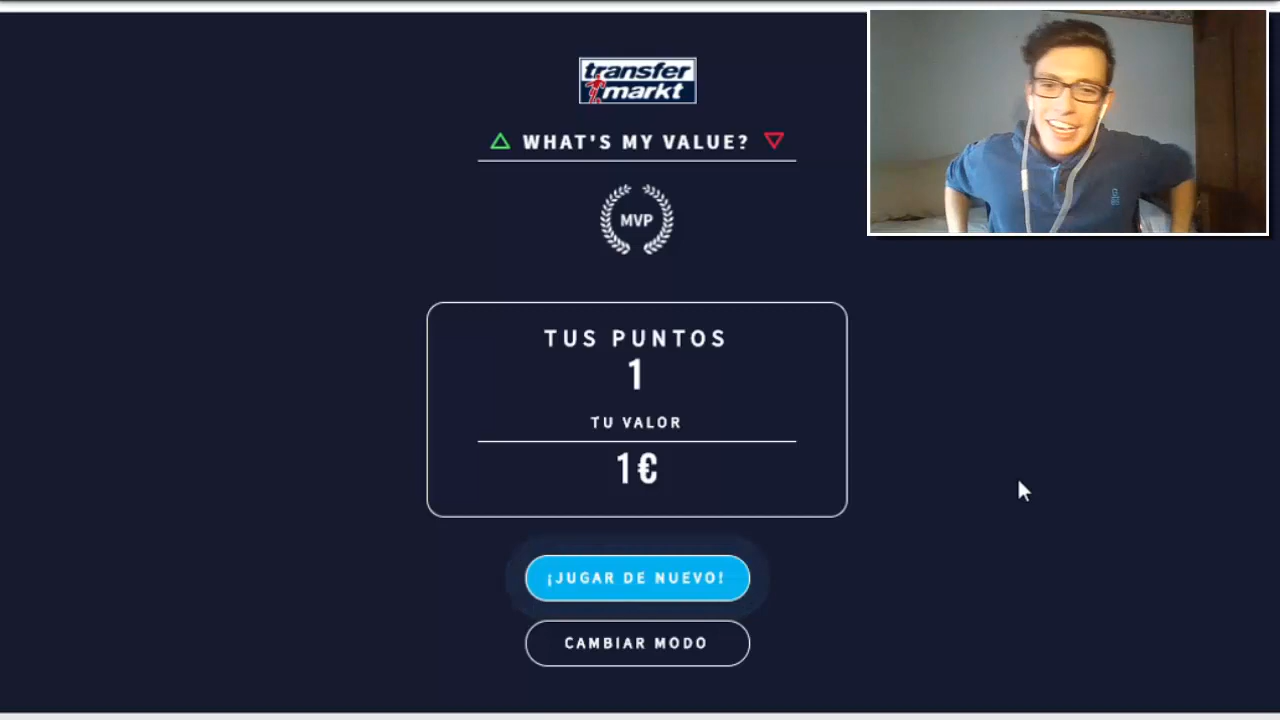 transfer
markt
WHAT'S MY VALUE?
MVP
TUS PUNTOS
1
TU VALOR
1€
¡JUGAR DE NUEVO!
CAMBIAR MODO